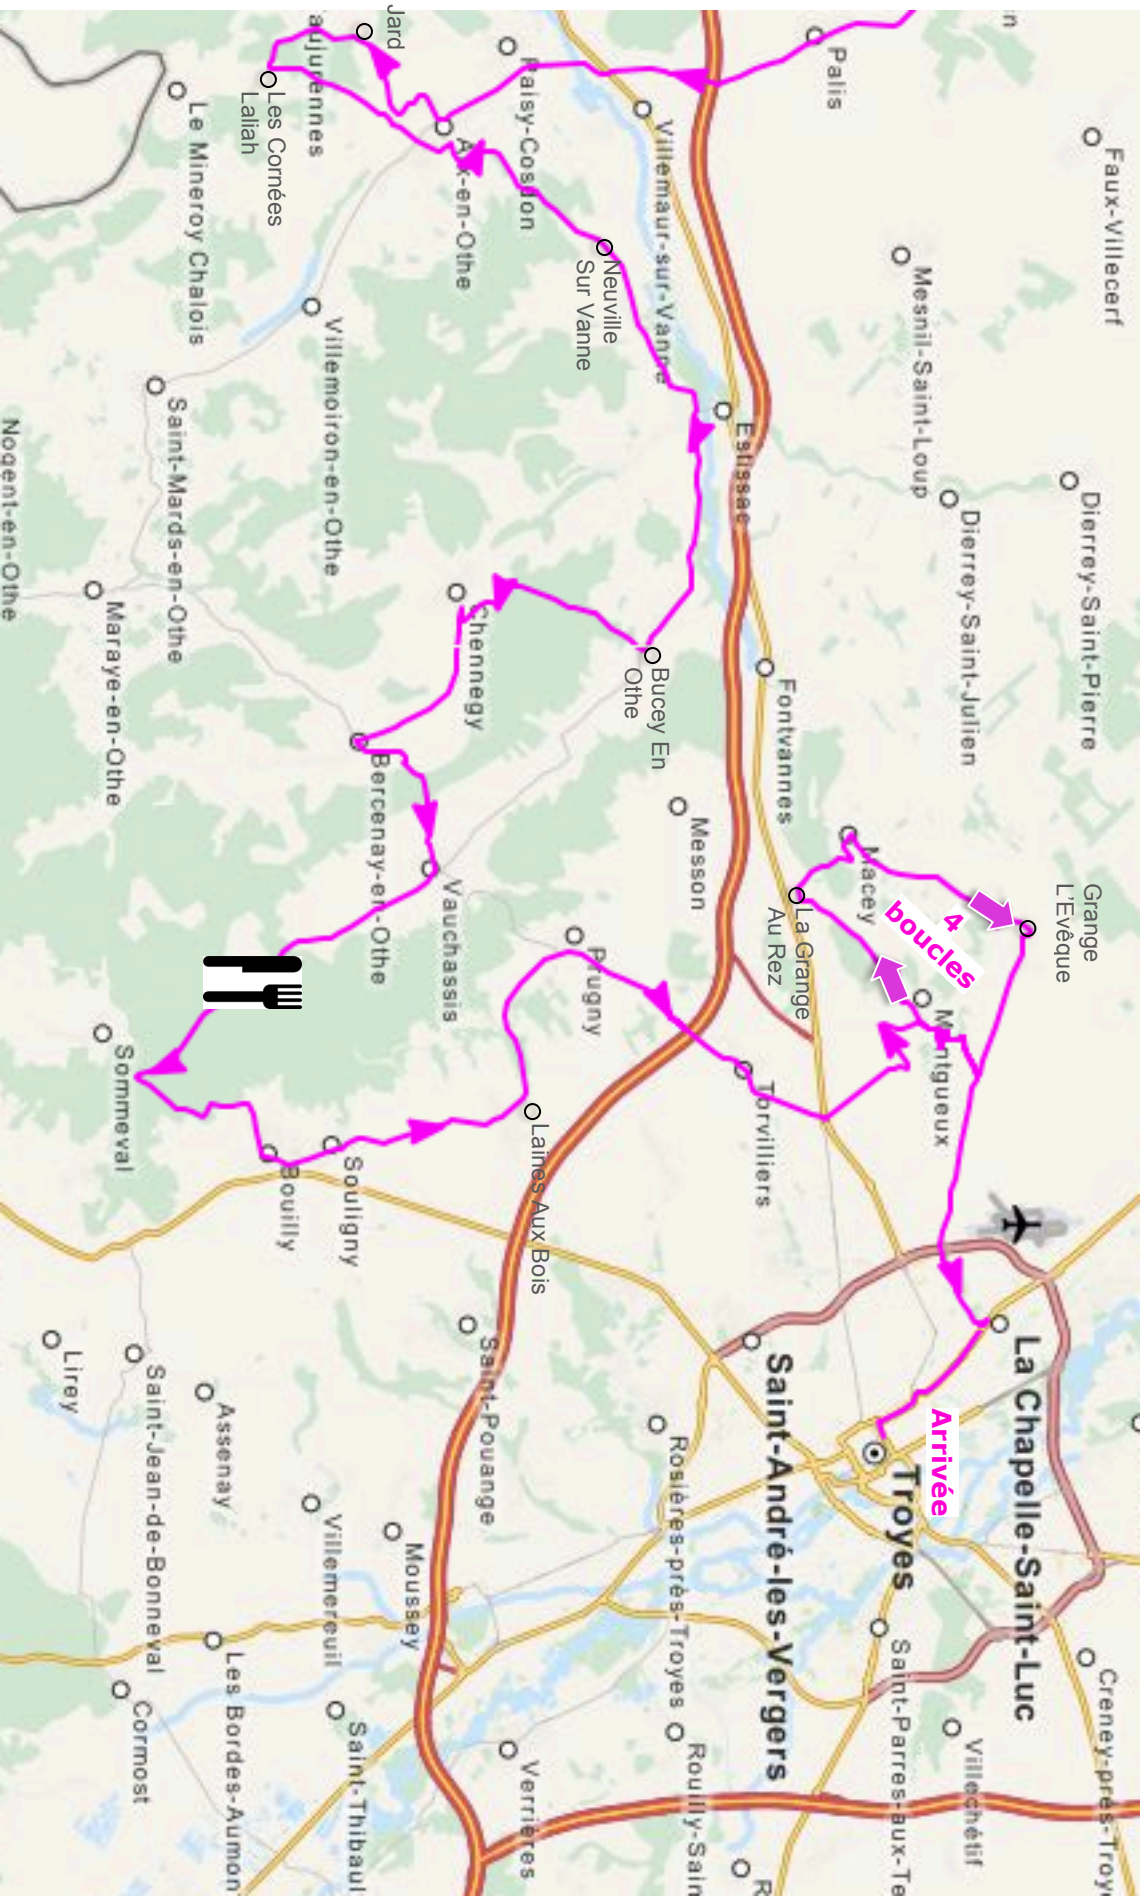 Palis
Faux-Villecerf
Jard
aujurennes
Paisy-Cosdon
Villemaur-sur-Vanne
Mesnil-Saint-Loup
Les Cornées
Laliah
Le Mineroy Chalois
Aix-en-Othe
Neuville
Sur Vanne
Villemoiron-en-Othe
Estissac
Dierrey-Saint-Pierre
Dierrey-Saint-Julien
Saint-Mards-en-Othe
Nogent-en-Othe
Maraye-en-Othe
Chennegy
Bucey En
Othe
Fontvannes
Bercenay-en-Othe
Messon
Macey
Grange
L'Evêque
4
boucles
La Grange
Au Rez
Vauchassis
Prugny
Montgueux
Sommeval
Torvilliers
Laines Aux Bois
Bouilly
Souligny
La Chapelle-Saint-Luc
Saint-André-les-Vergers
Arrivée
Troyes
Saint-Pouange
Lirey
Saint-Jean-de-Bonneval
Assenay
Rosières-près-Troyes
Villemereuil
Moussey
Saint-Parres-aux-Te
Creney-près-Troy
Les Bordes-Aumon
Cormost
Saint-Thibaul
Villechétif
Verrières
Rouilly-Sain
R